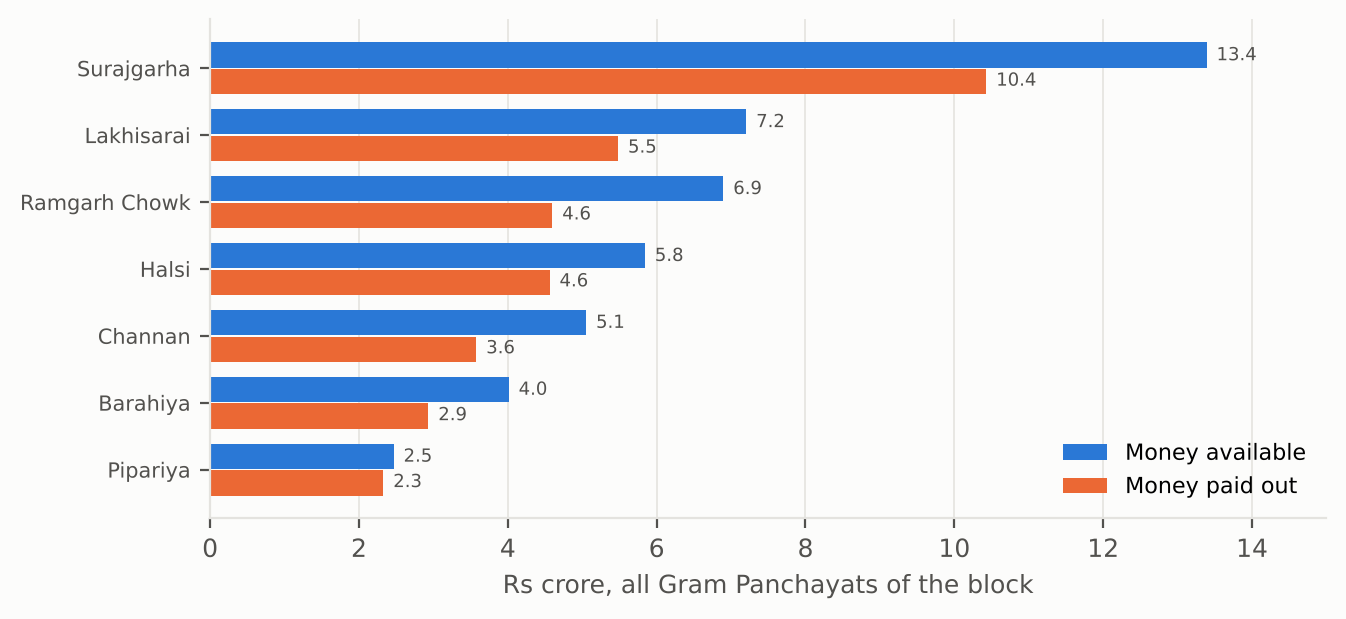 Surajgarha 13.4
10.4
Lakhisarai 7.2
5.5
Ramgarh Chowk 6.9
4.6
Halsi 5.8
4.6
Channan 5.1
3.6
Barahiya 4.0
2.9
Pipariya 2.5
2.3
Money available
Money paid out
0 2 4 6 8 10 12 14
Rs crore, all Gram Panchayats of the block